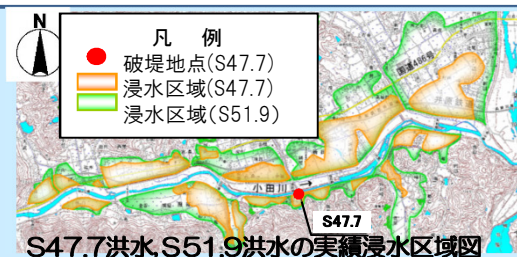 N
凡 例
破堤地点(S47.7)
浸水区域(S47.7)
浸水区域(S51.9)
国道486号
小田川
S47.7
S47.7洪水,S51.9洪水の実績浸水区域図